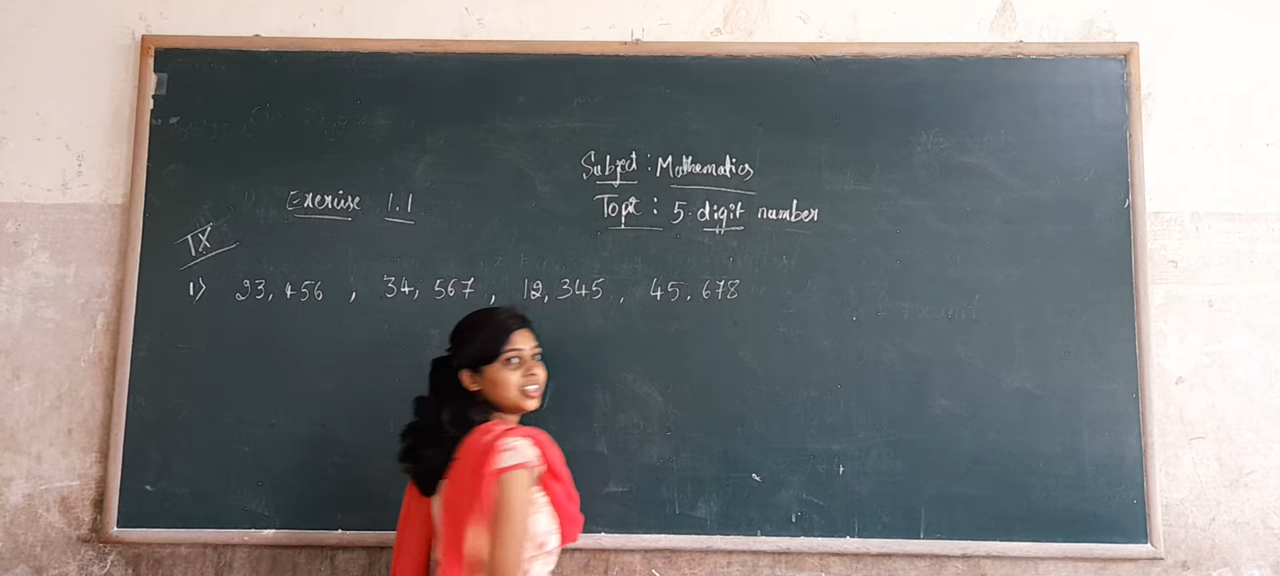 Subject : Mathematics
Topic : 5 digit number
Exercise 1.1
IX
1) 23,456 , 34,567 , 12,345 , 45,678